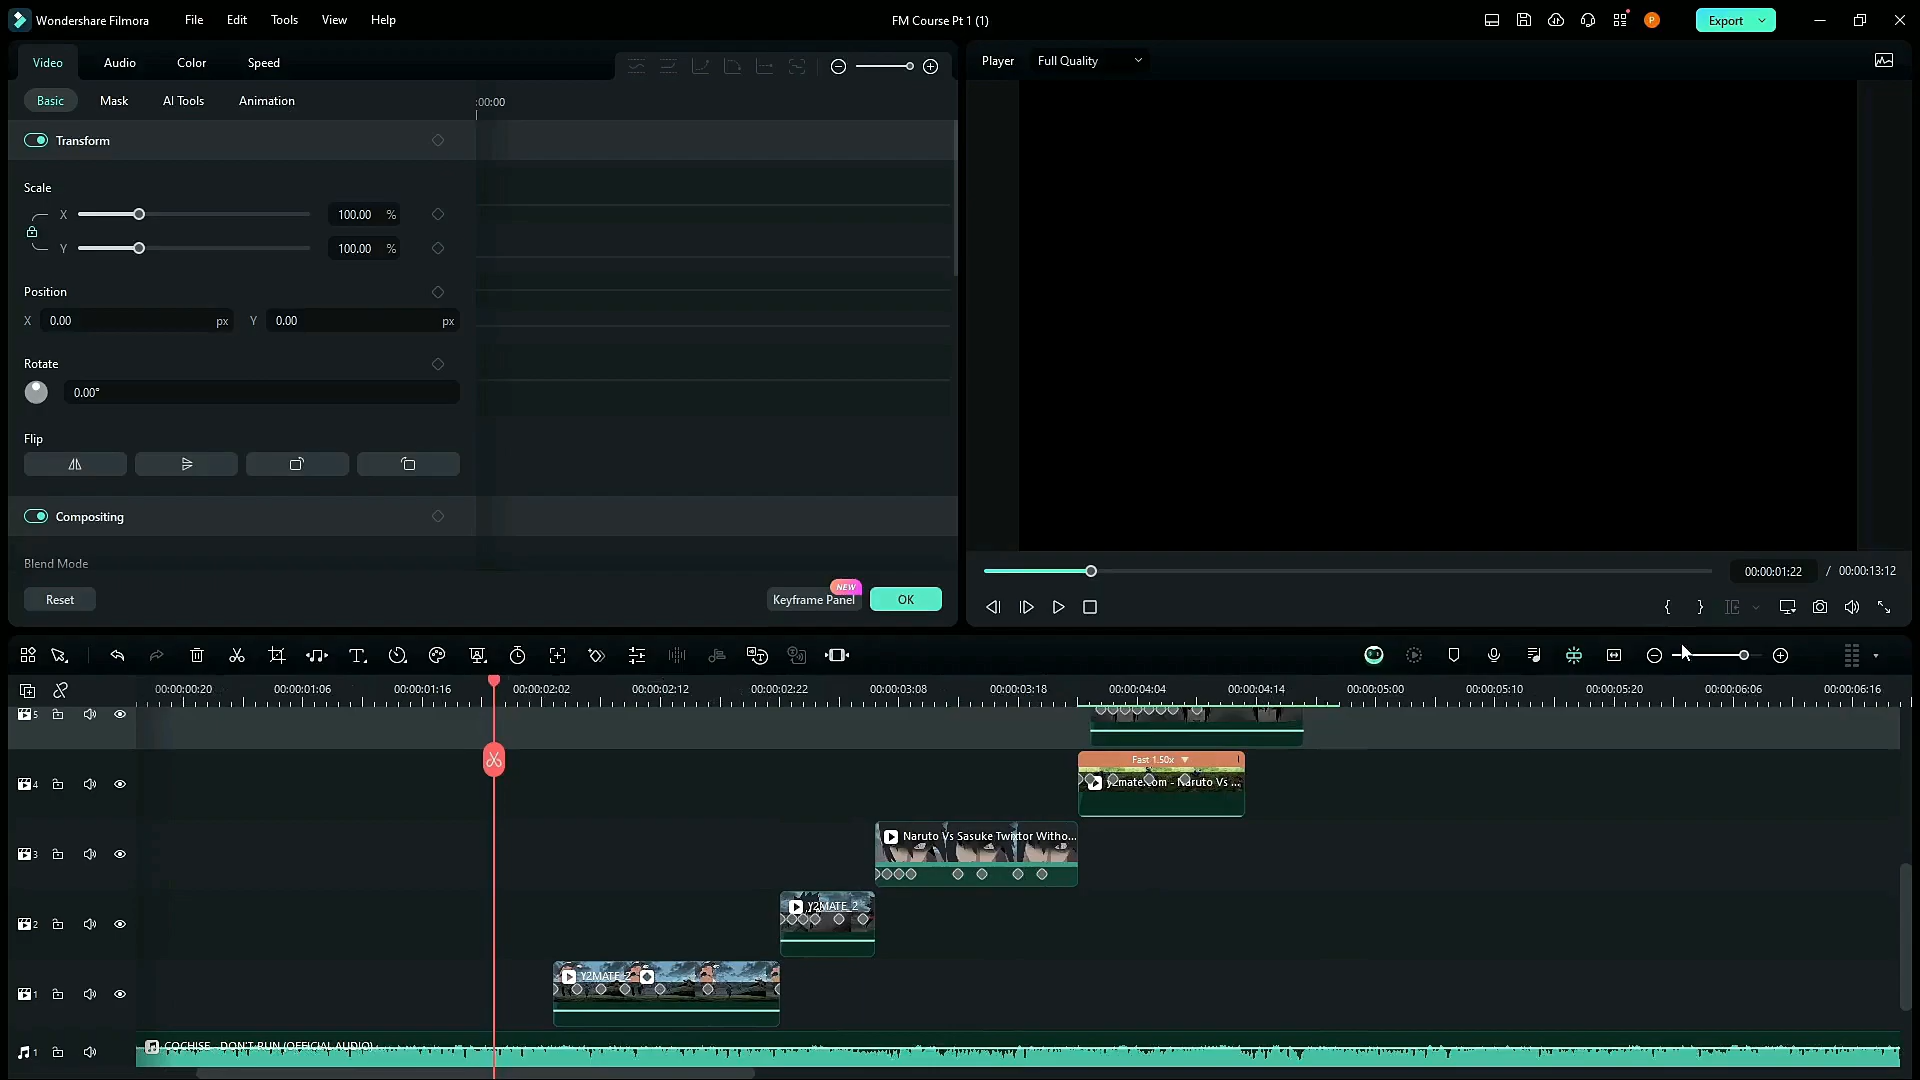 Wondershare Filmora File Edit Tools View Help FM Course Pt 1 (1) P Export
Video Audio Color Speed
Player Full Quality
Basic Mask AI Tools Animation
:00:00
Transform
Scale
X 100.00 %
Y 100.00 %
Position
X 0.00 px Y 0.00 px
Rotate
0.00°
Flip
Compositing
Blend Mode
Reset NEW Keyframe Panel OK
00:00:01:22 / 00:00:13:12
00:00:00:20 00:00:01:06 00:00:01:16 00:00:02:02 00:00:02:12 00:00:02:22 00:00:03:08 00:00:03:18 00:00:04:04 00:00:04:14 00:00:05:00 00:00:05:10 00:00:05:20 00:00:06:06 00:00:06:16
5
Fast 1.50x
4 y2mate.com - Naruto Vs ...
3 Naruto Vs Sasuke Twixtor Witho...
2 Y2MATE_2
1 Y2MATE_2
1 COCHISE - DON'T RUN (OFFICIAL AUDIO)